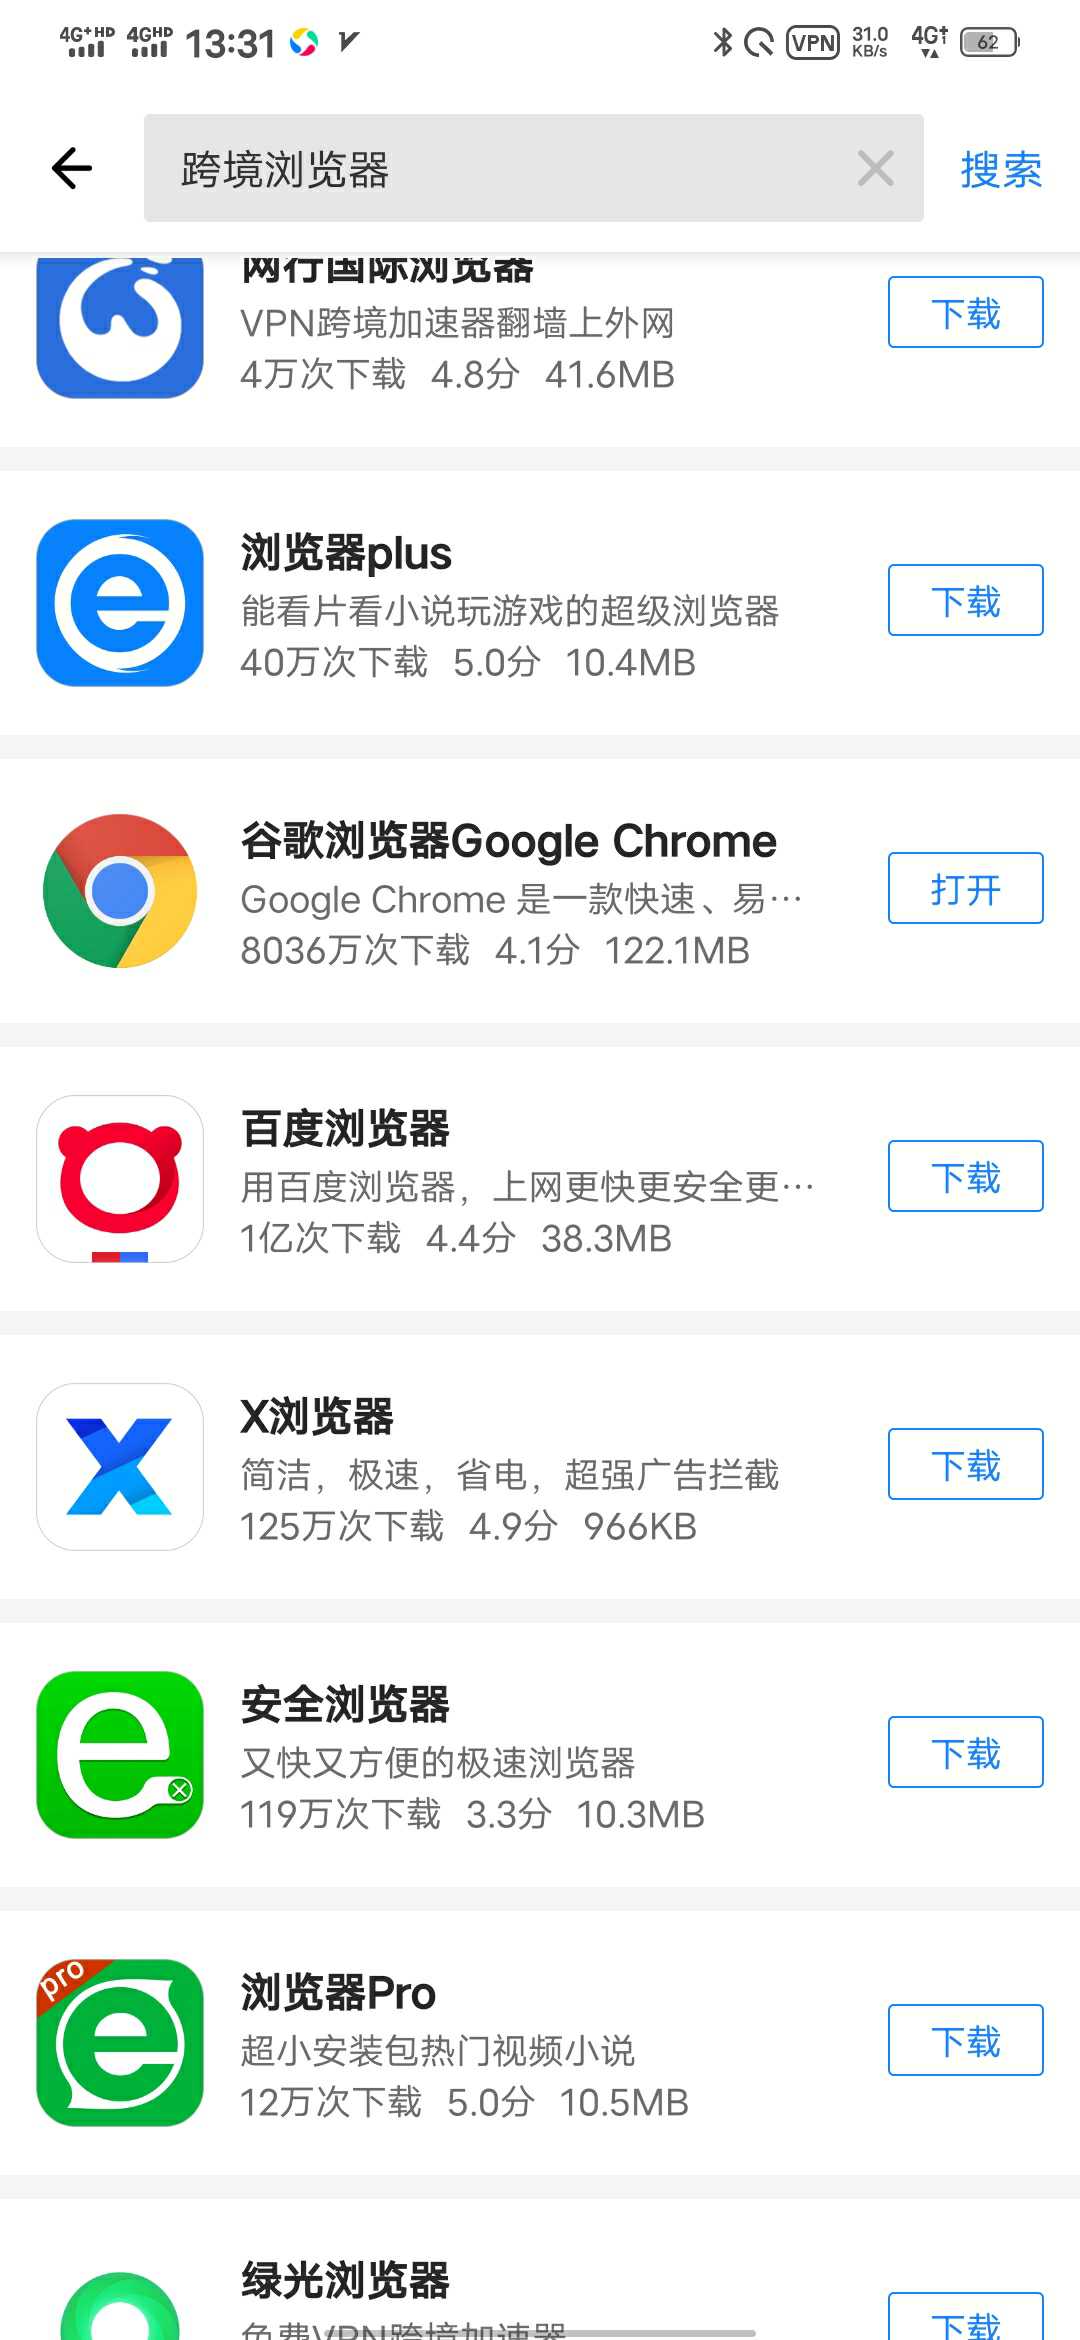 4G+HD 4GHD 13:31 VPN 31.0 KB/s 4G+ 62
跨境浏览器 搜索
网行国际浏览器
VPN跨境加速器翻墙上外网
下载
4万次下载 4.8分 41.6MB
浏览器plus
能看片看小说玩游戏的超级浏览器
下载
40万次下载 5.0分 10.4MB
谷歌浏览器Google Chrome
Google Chrome 是一款快速、易…
打开
8036万次下载 4.1分 122.1MB
百度浏览器
用百度浏览器，上网更快更安全更…
下载
1亿次下载 4.4分 38.3MB
X浏览器
简洁，极速，省电，超强广告拦截
下载
125万次下载 4.9分 966KB
安全浏览器
又快又方便的极速浏览器
下载
119万次下载 3.3分 10.3MB
pro
浏览器Pro
超小安装包热门视频小说
下载
12万次下载 5.0分 10.5MB
绿光浏览器
免费VPN跨境加速器
下载